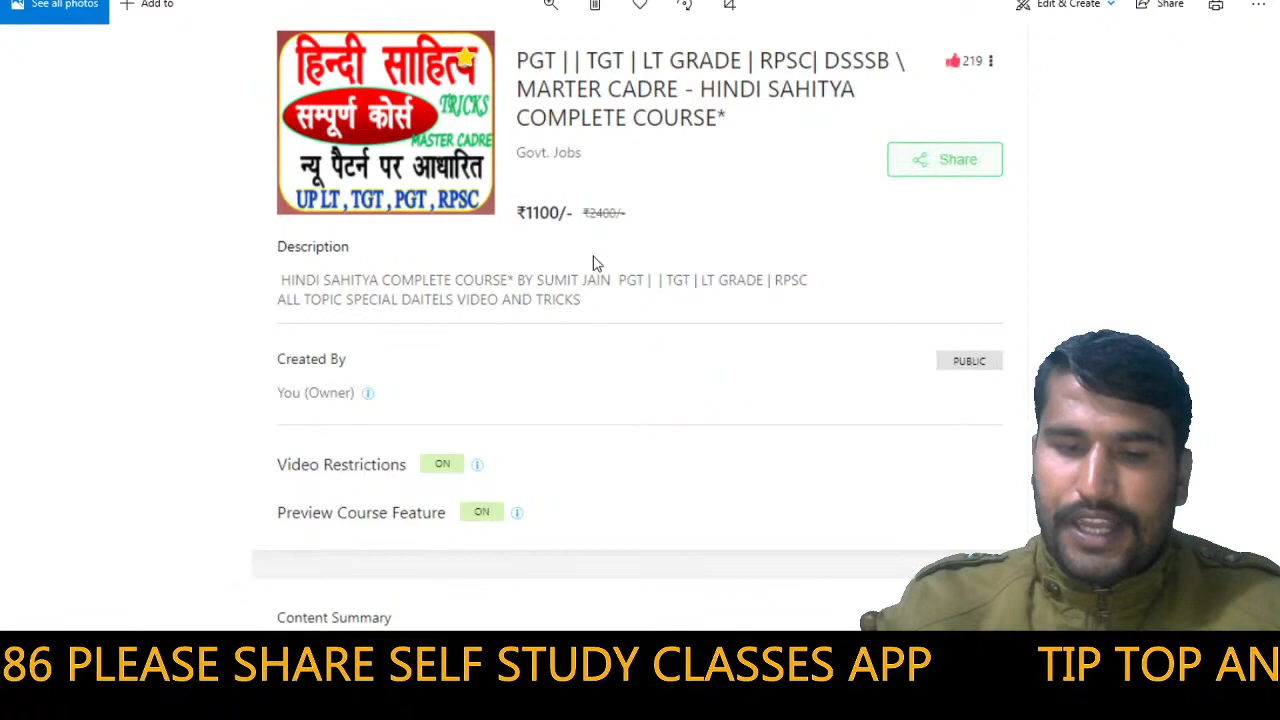 See all photos
Add to
Edit & Create
Share
हिन्दी साहित्य
सम्पूर्ण कोर्स
TRICKS
MASTER CADRE
न्यू पैटर्न पर आधारित
UP LT , TGT , PGT , RPSC
PGT || TGT | LT GRADE | RPSC| DSSSB \
MARTER CADRE - HINDI SAHITYA
COMPLETE COURSE*
219
Govt. Jobs
Share
₹1100/- ₹2400/-
Description
HINDI SAHITYA COMPLETE COURSE* BY SUMIT JAIN PGT | | TGT | LT GRADE | RPSC
ALL TOPIC SPECIAL DAITELS VIDEO AND TRICKS
Created By
PUBLIC
You (Owner)
Video Restrictions ON
Preview Course Feature ON
Content Summary
86 PLEASE SHARE SELF STUDY CLASSES APP TIP TOP AN